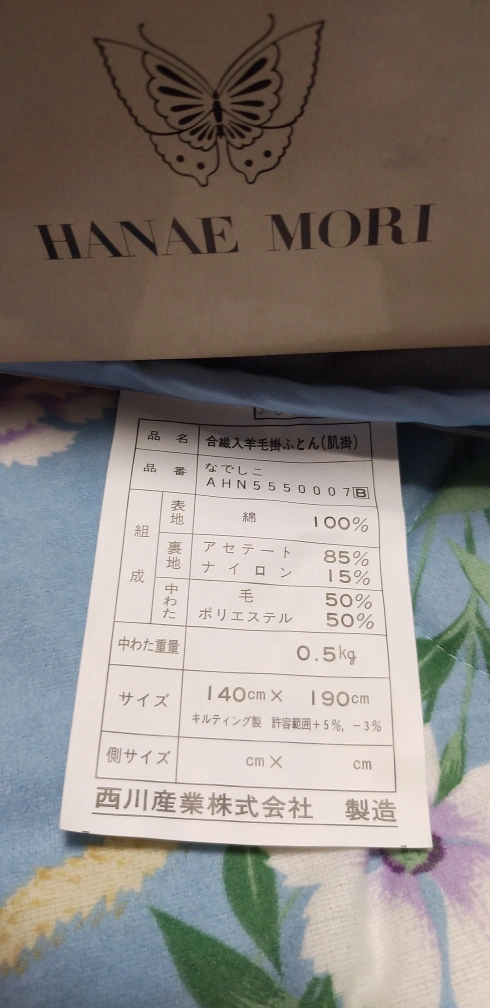 HANAE MORI
品名 合繊入羊毛掛ふとん(肌掛)
品番 なでしこ
AHN5550007B
組成
表地 綿 100%
裏地 アセテート 85%
ナイロン 15%
中わた 毛 50%
ポリエステル 50%
中わた重量 0.5kg
サイズ 140cm× 190cm
キルティング製 許容範囲+5%, -3%
側サイズ cm× cm
西川産業株式会社 製造